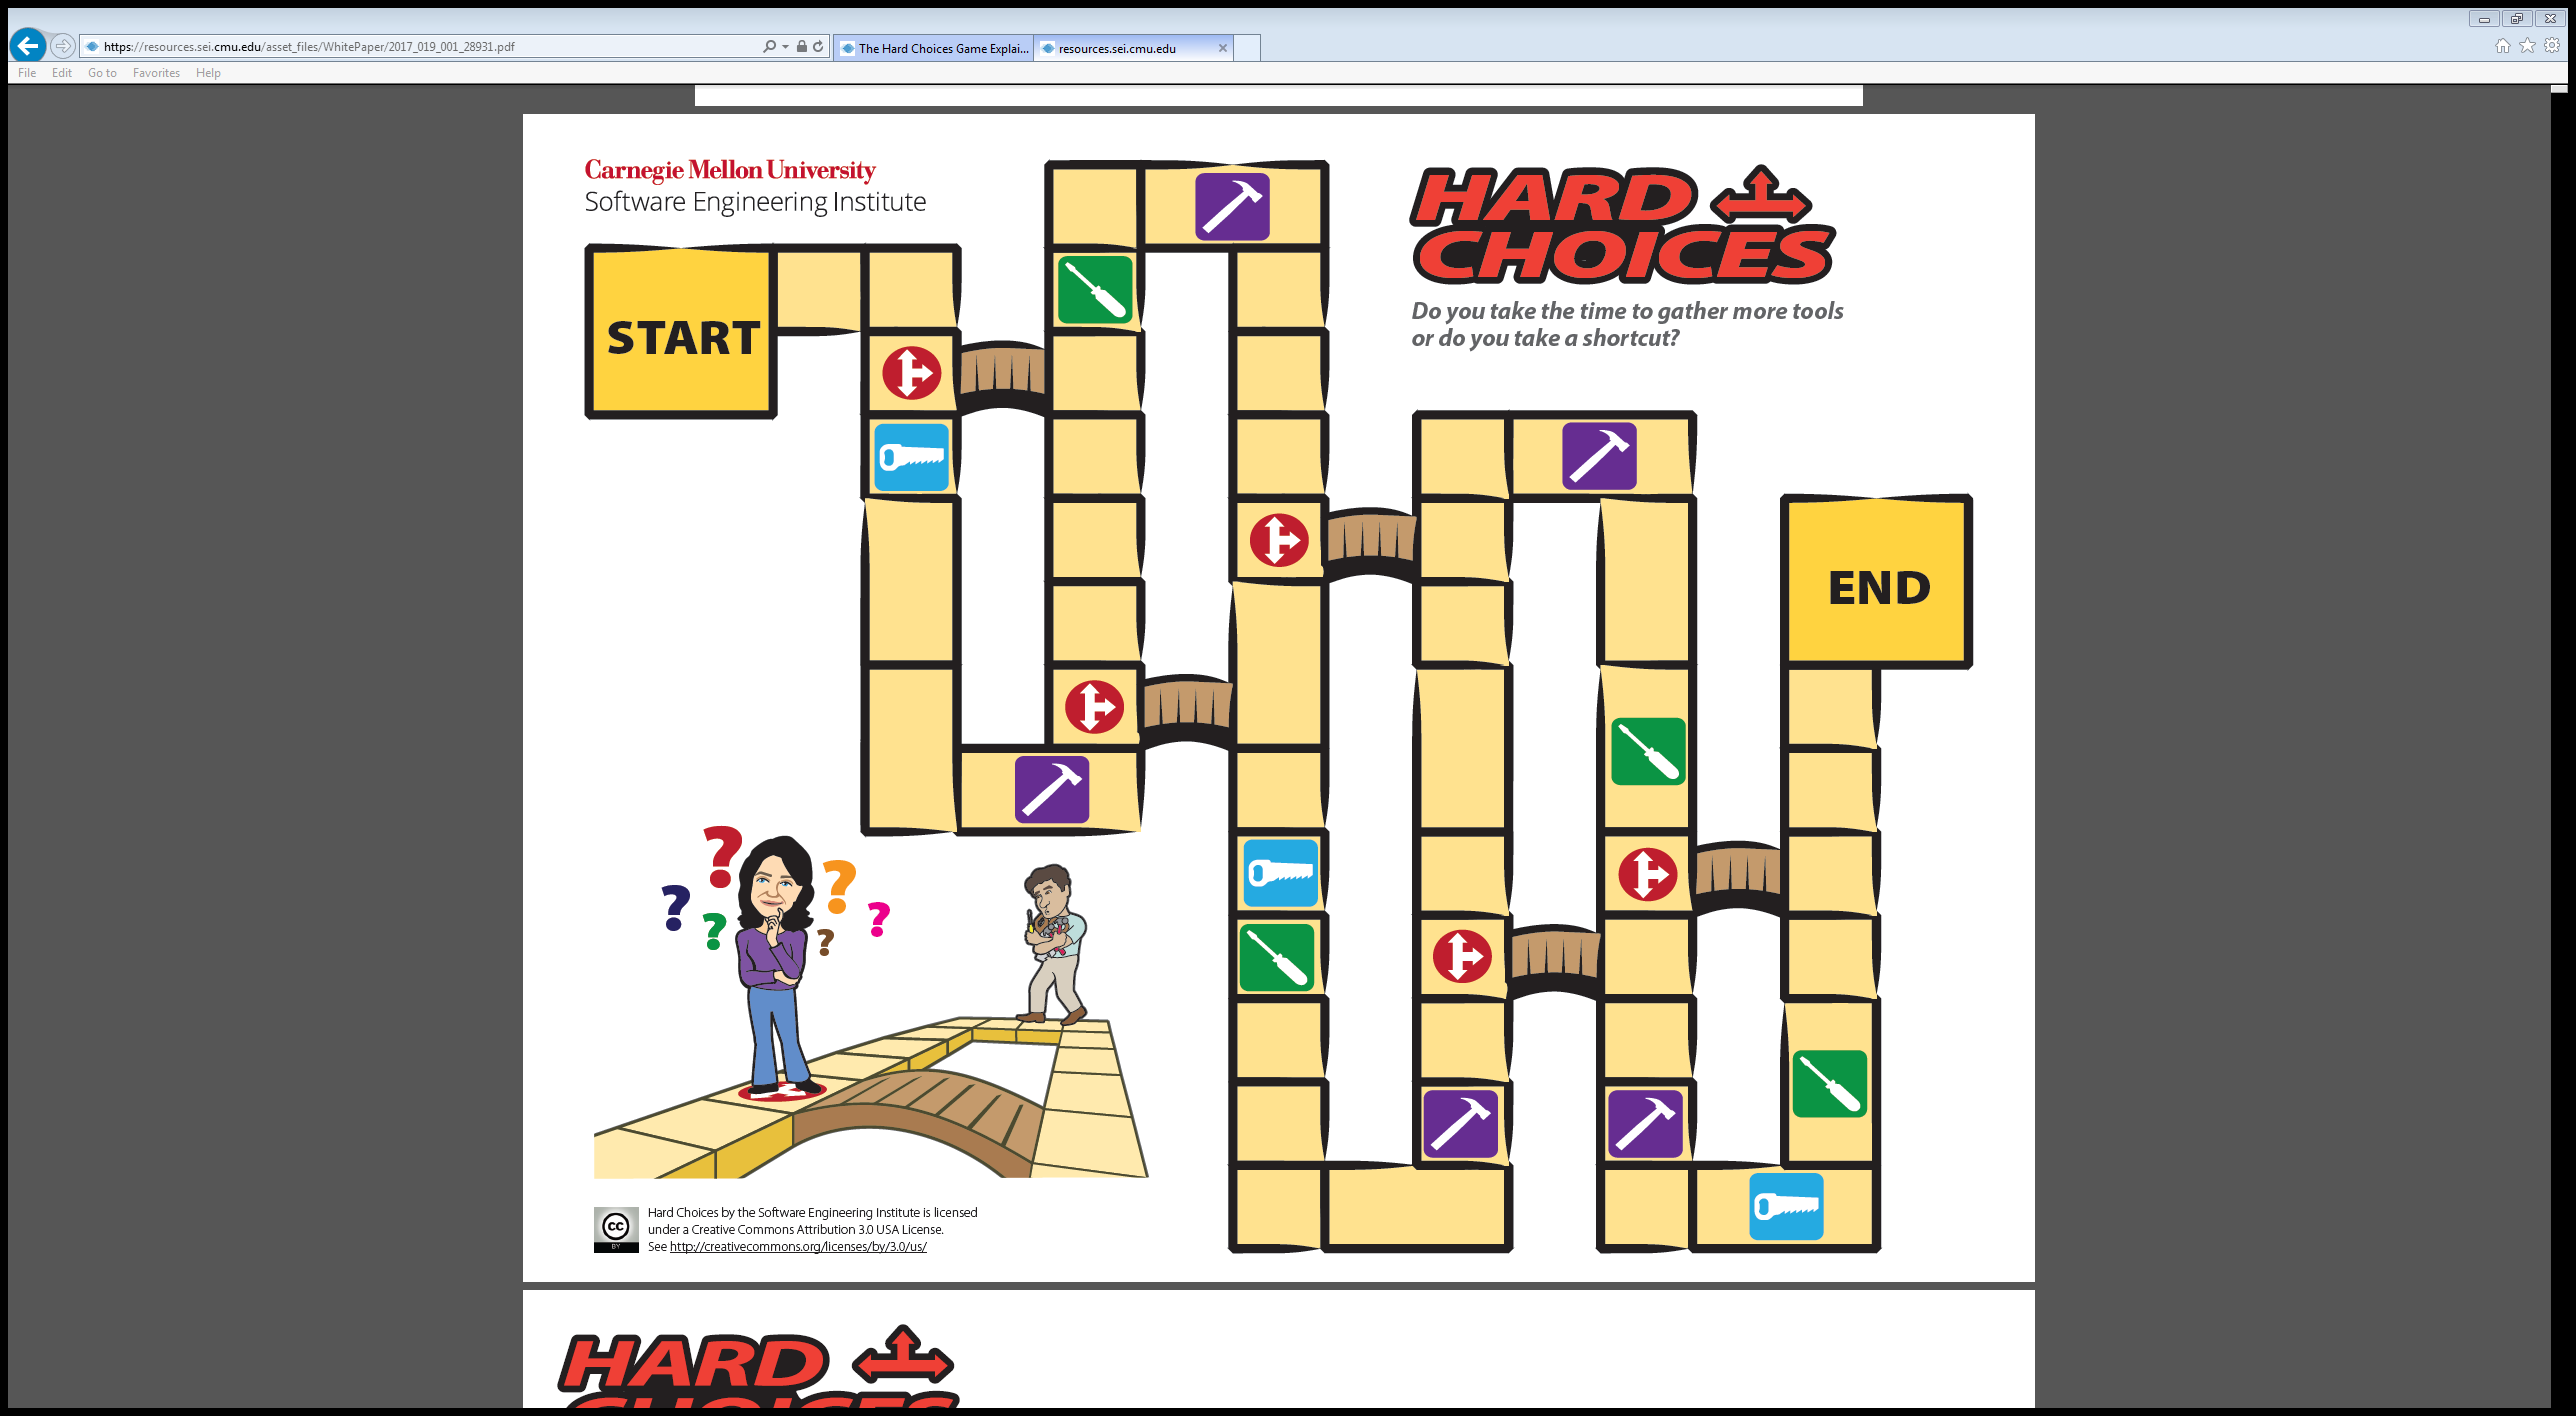 https://resources.sei.cmu.edu/asset_files/WhitePaper/2017_019_001_28931.pdf
The Hard Choices Game Explai...
resources.sei.cmu.edu
File Edit Go to Favorites Help
Carnegie Mellon University
Software Engineering Institute
HARD
CHOICES
Do you take the time to gather more tools
or do you take a shortcut?
START
END
?
?
?
?
?
?
cc
BY
Hard Choices by the Software Engineering Institute is licensed
under a Creative Commons Attribution 3.0 USA License.
See http://creativecommons.org/licenses/by/3.0/us/
HARD
CHOICES